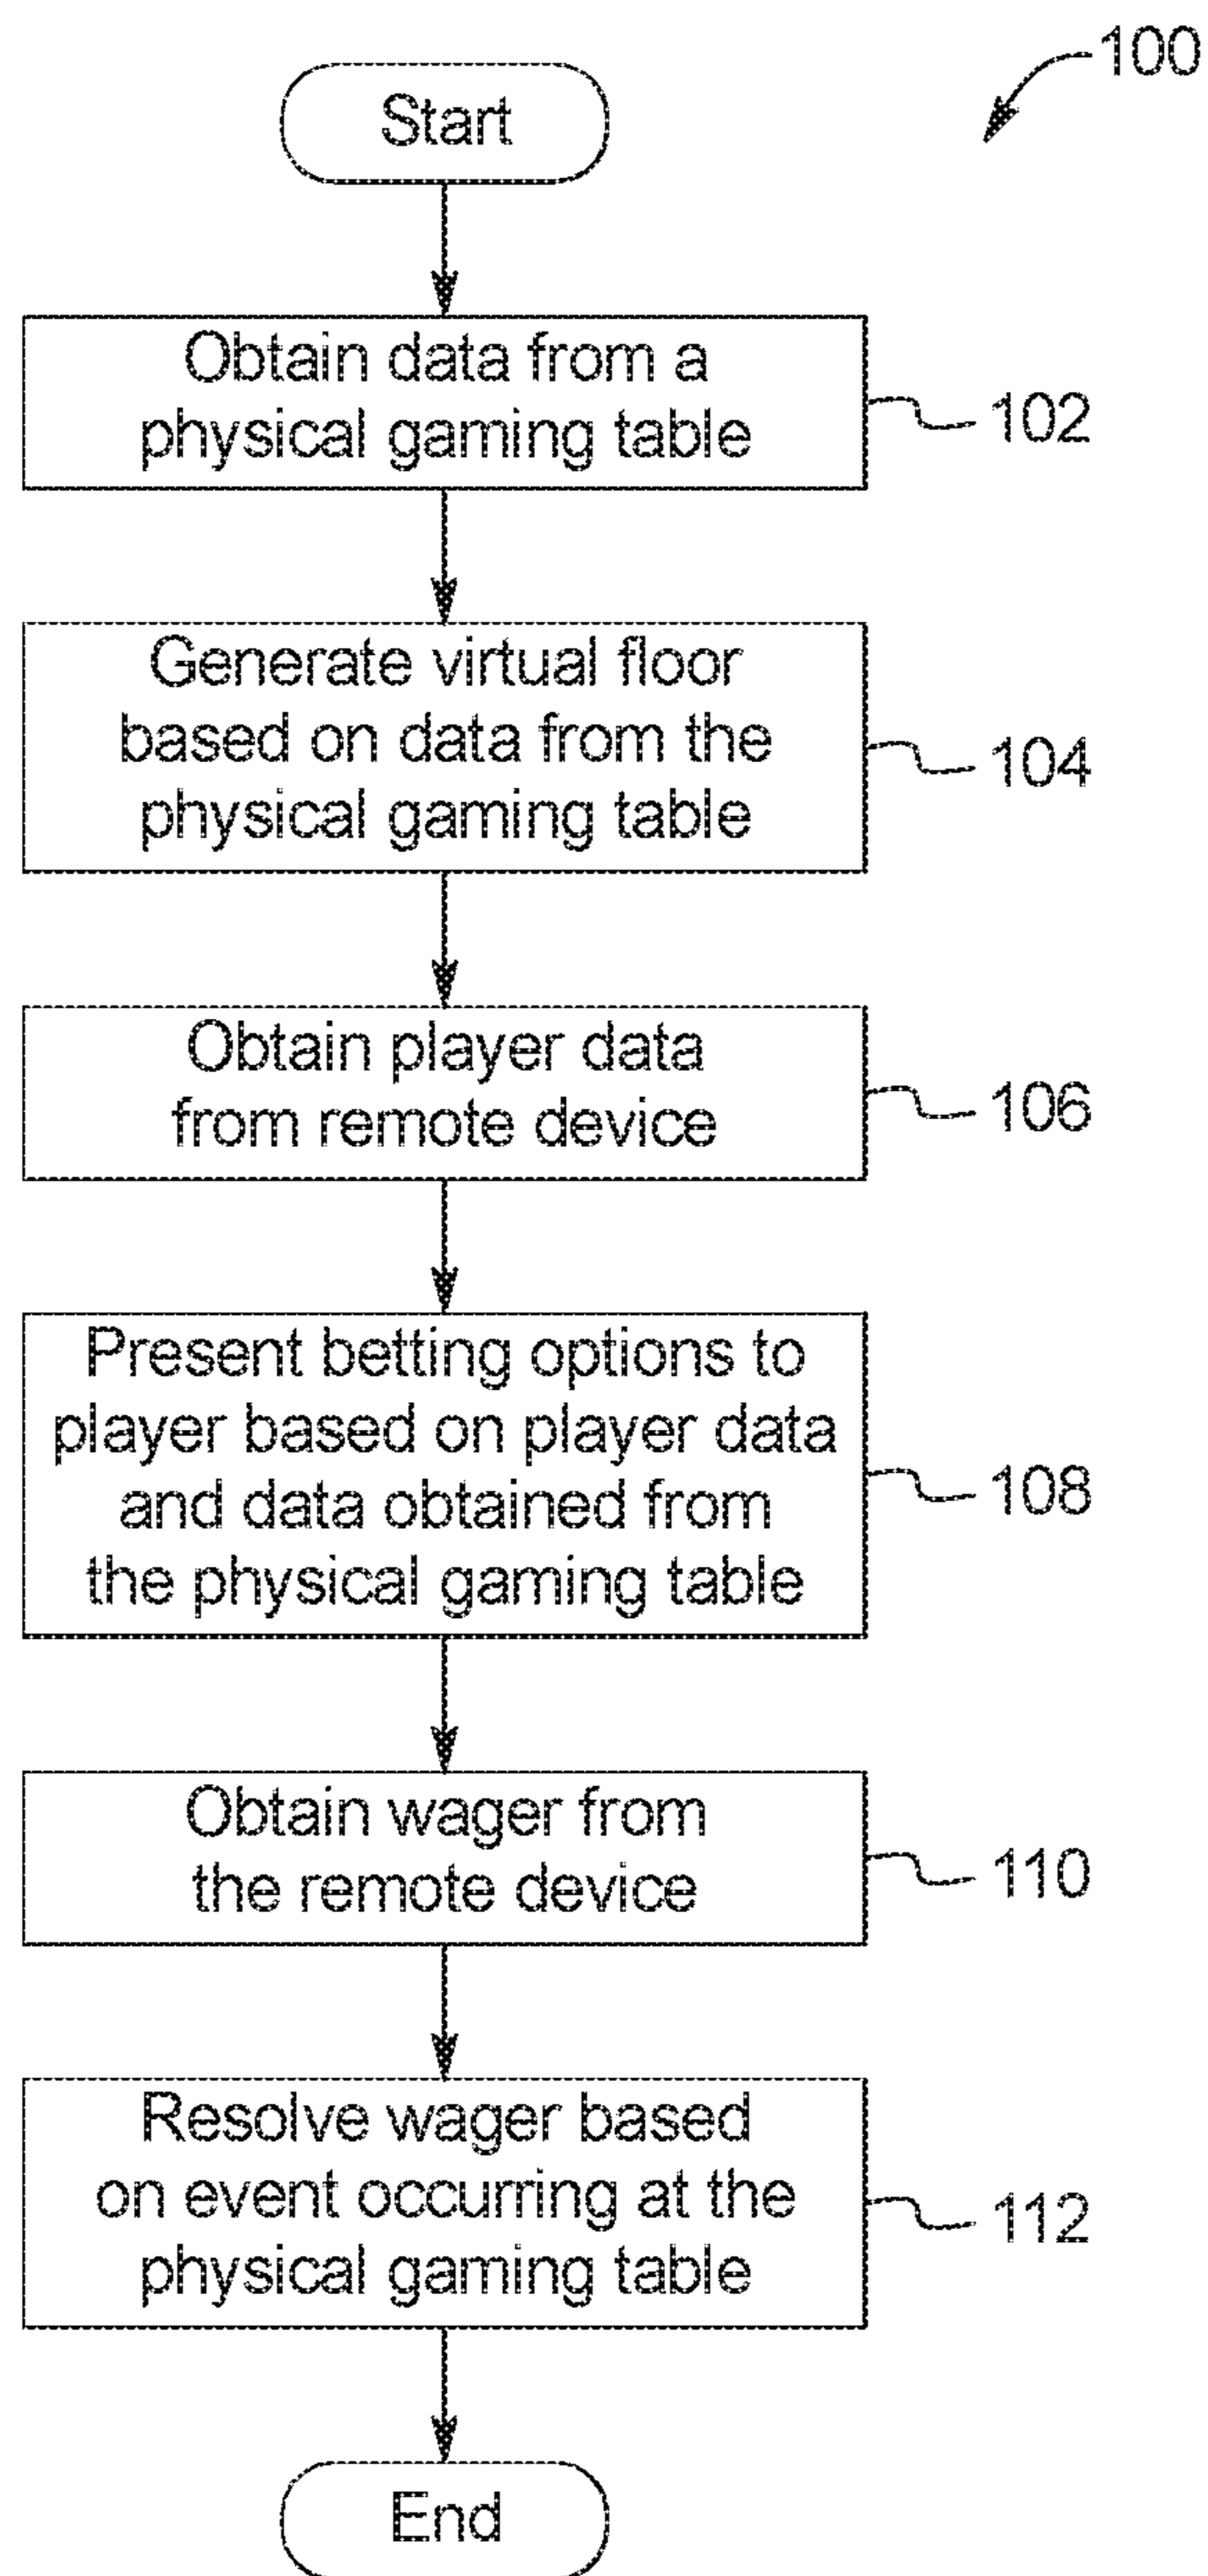 100
Start
Obtain data from a
physical gaming table
102
Generate virtual floor
based on data from the
physical gaming table
104
Obtain player data
from remote device
106
Present betting options to
player based on player data
and data obtained from
the physical gaming table
108
Obtain wager from
the remote device
110
Resolve wager based
on event occurring at the
physical gaming table
112
End